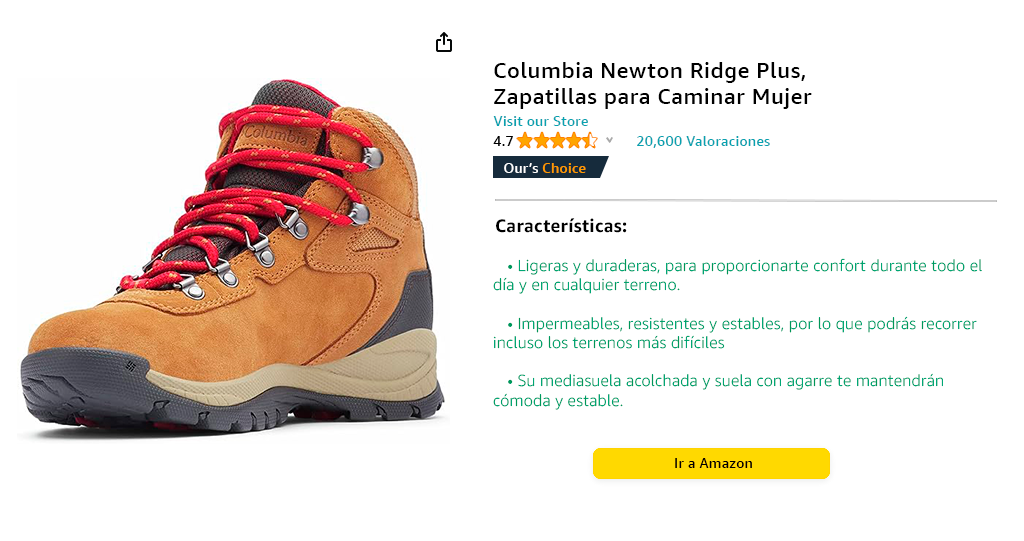 Columbia
Columbia Newton Ridge Plus,
Zapatillas para Caminar Mujer
Visit our Store
4.7
20,600 Valoraciones
Our's Choice
Características:
• Ligeras y duraderas, para proporcionarte confort durante todo el
día y en cualquier terreno.
• Impermeables, resistentes y estables, por lo que podrás recorrer
incluso los terrenos más difíciles
• Su mediasuela acolchada y suela con agarre te mantendrán
cómoda y estable.
Ir a Amazon